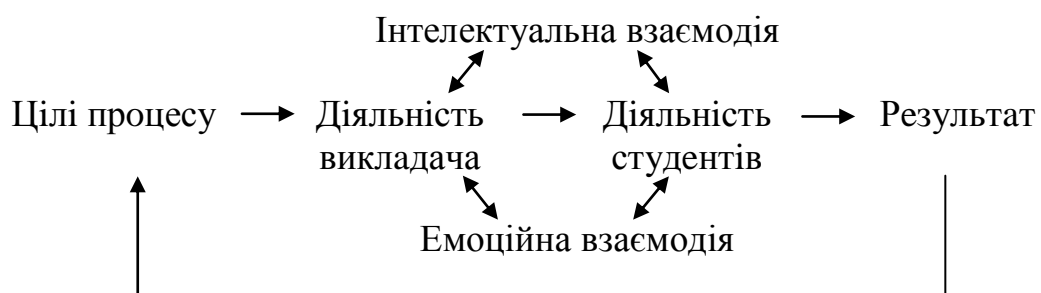 Інтелектуальна взаємодія
Цілі процесу
Діяльність
викладача
Діяльність
студентів
Результат
Емоційна взаємодія